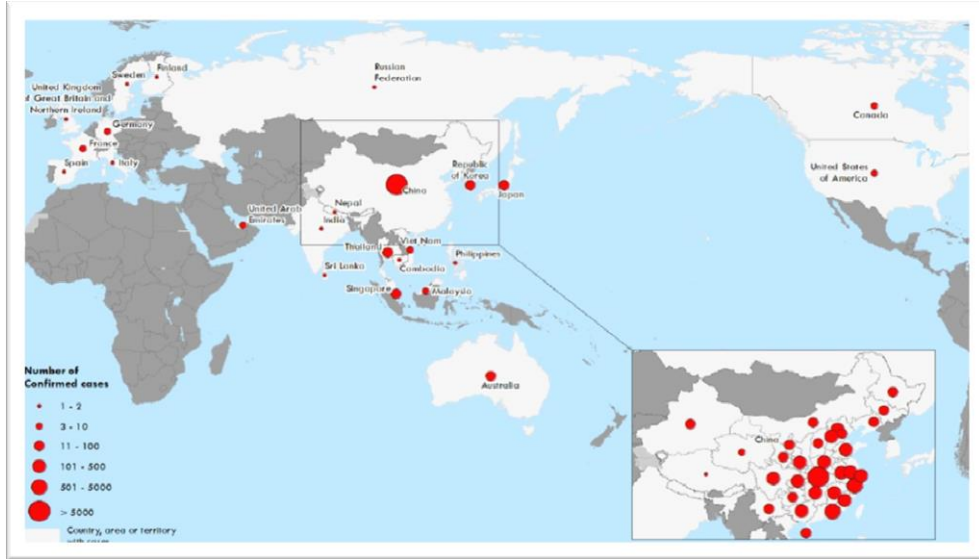 Finland
Sweden
Russian
Federation
United Kingdom
of Great Britain and
Northern Ireland
Germany
France
Spain
Italy
Canada
United States
of America
Republic
of Korea
China
Japan
Nepal
India
United Arab
Emirates
Thailand
Viet Nam
Philippines
Sri Lanka
Cambodia
Singapore
Malaysia
Australia
China
Number of
Confirmed cases
1 - 2
3 - 10
11 - 100
101 - 500
501 - 5000
> 5000
Country, area or territory
with cases